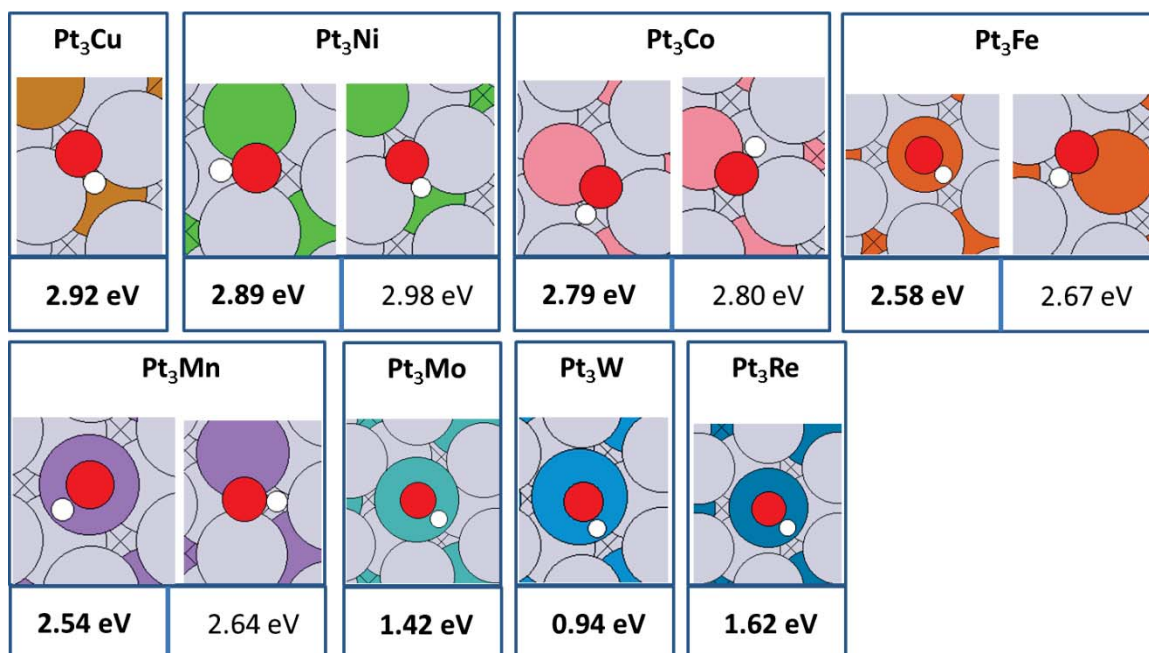 Pt₃Cu
Pt₃Ni
Pt₃Co
Pt₃Fe
2.92 eV
2.89 eV
2.98 eV
2.79 eV
2.80 eV
2.58 eV
2.67 eV
Pt₃Mn
Pt₃Mo
Pt₃W
Pt₃Re
2.54 eV
2.64 eV
1.42 eV
0.94 eV
1.62 eV